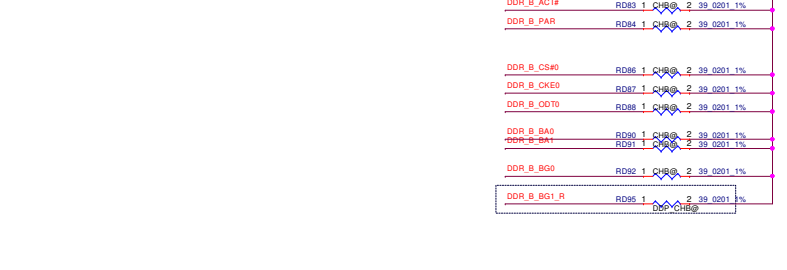 DDR_B_ACT# RD83 1 CHB@ 2 39_0201_1%
DDR_B_PAR RD84 1 CHB@ 2 39_0201_1%
DDR_B_CS#0 RD86 1 CHB@ 2 39_0201_1%
DDR_B_CKE0 RD87 1 CHB@ 2 39_0201_1%
DDR_B_ODT0 RD88 1 CHB@ 2 39_0201_1%
DDR_B_BA0 RD90 1 CHB@ 2 39_0201_1%
DDR_B_BA1 RD91 1 CHB@ 2 39_0201_1%
DDR_B_BG0 RD92 1 CHB@ 2 39_0201_1%
DDR_B_BG1_R RD95 1 2 39_0201_1%
DDP_CHB@